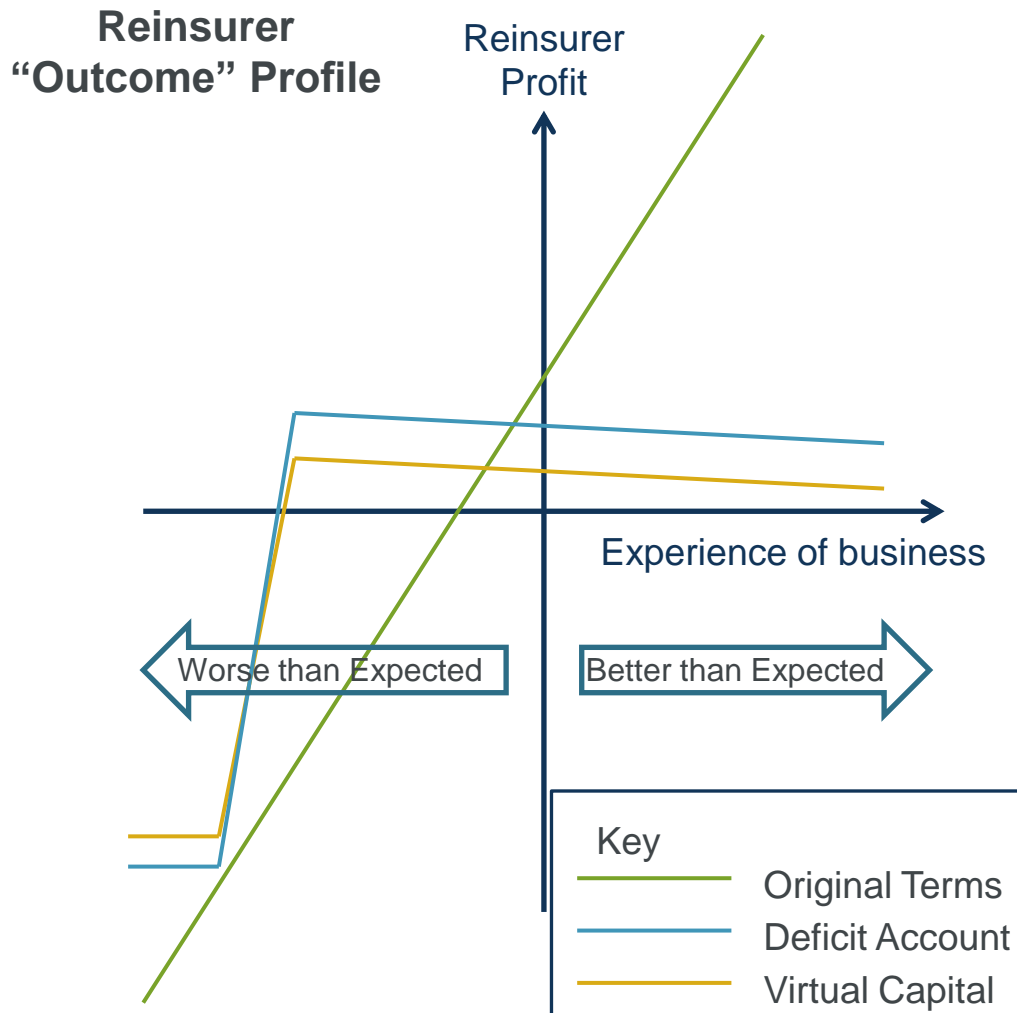 Reinsurer
“Outcome” Profile
Reinsurer
Profit
Experience of business
Worse than Expected
Better than Expected
Key
Original Terms
Deficit Account
Virtual Capital